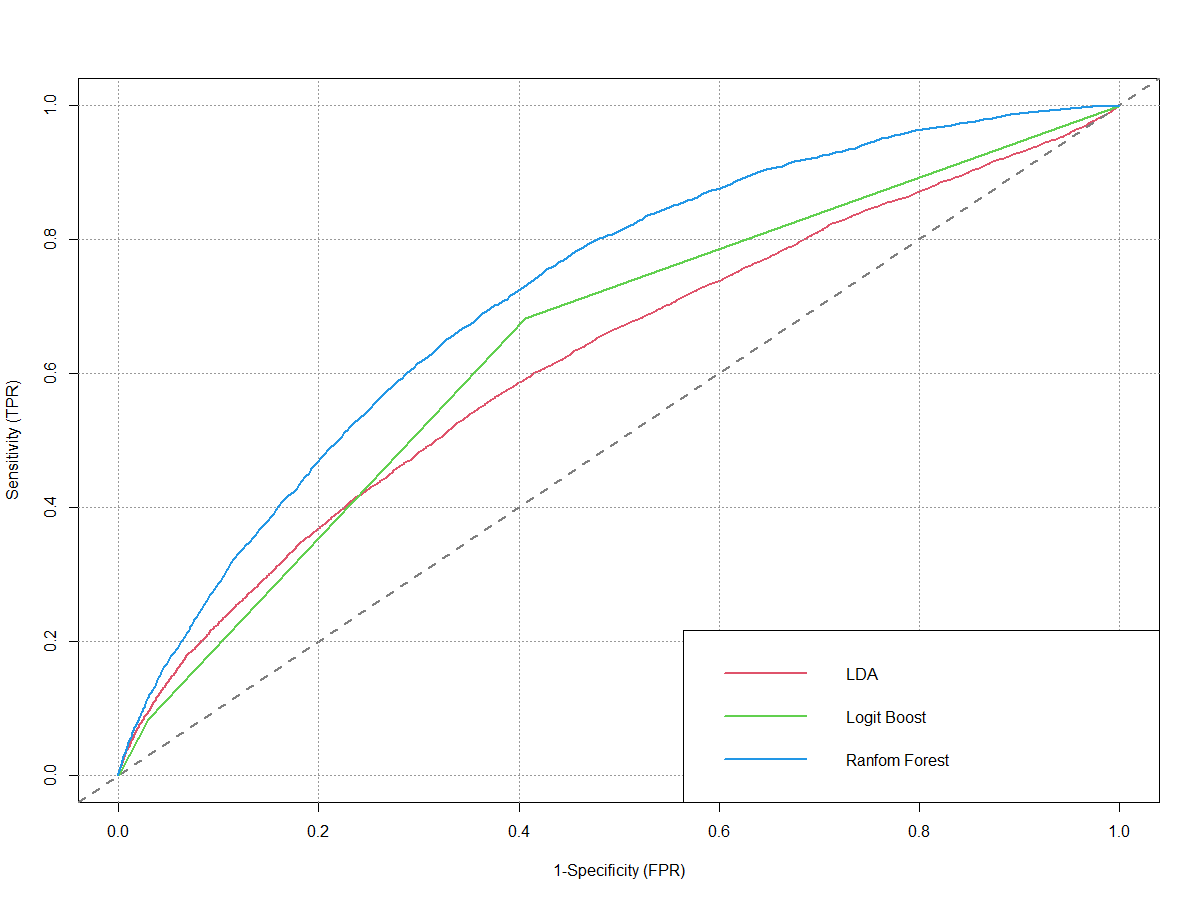 1.0
0.8
0.6
0.4
0.2
0.0
Sensitivity (TPR)
LDA
Logit Boost
Ranfom Forest
0.0 0.2 0.4 0.6 0.8 1.0
1-Specificity (FPR)